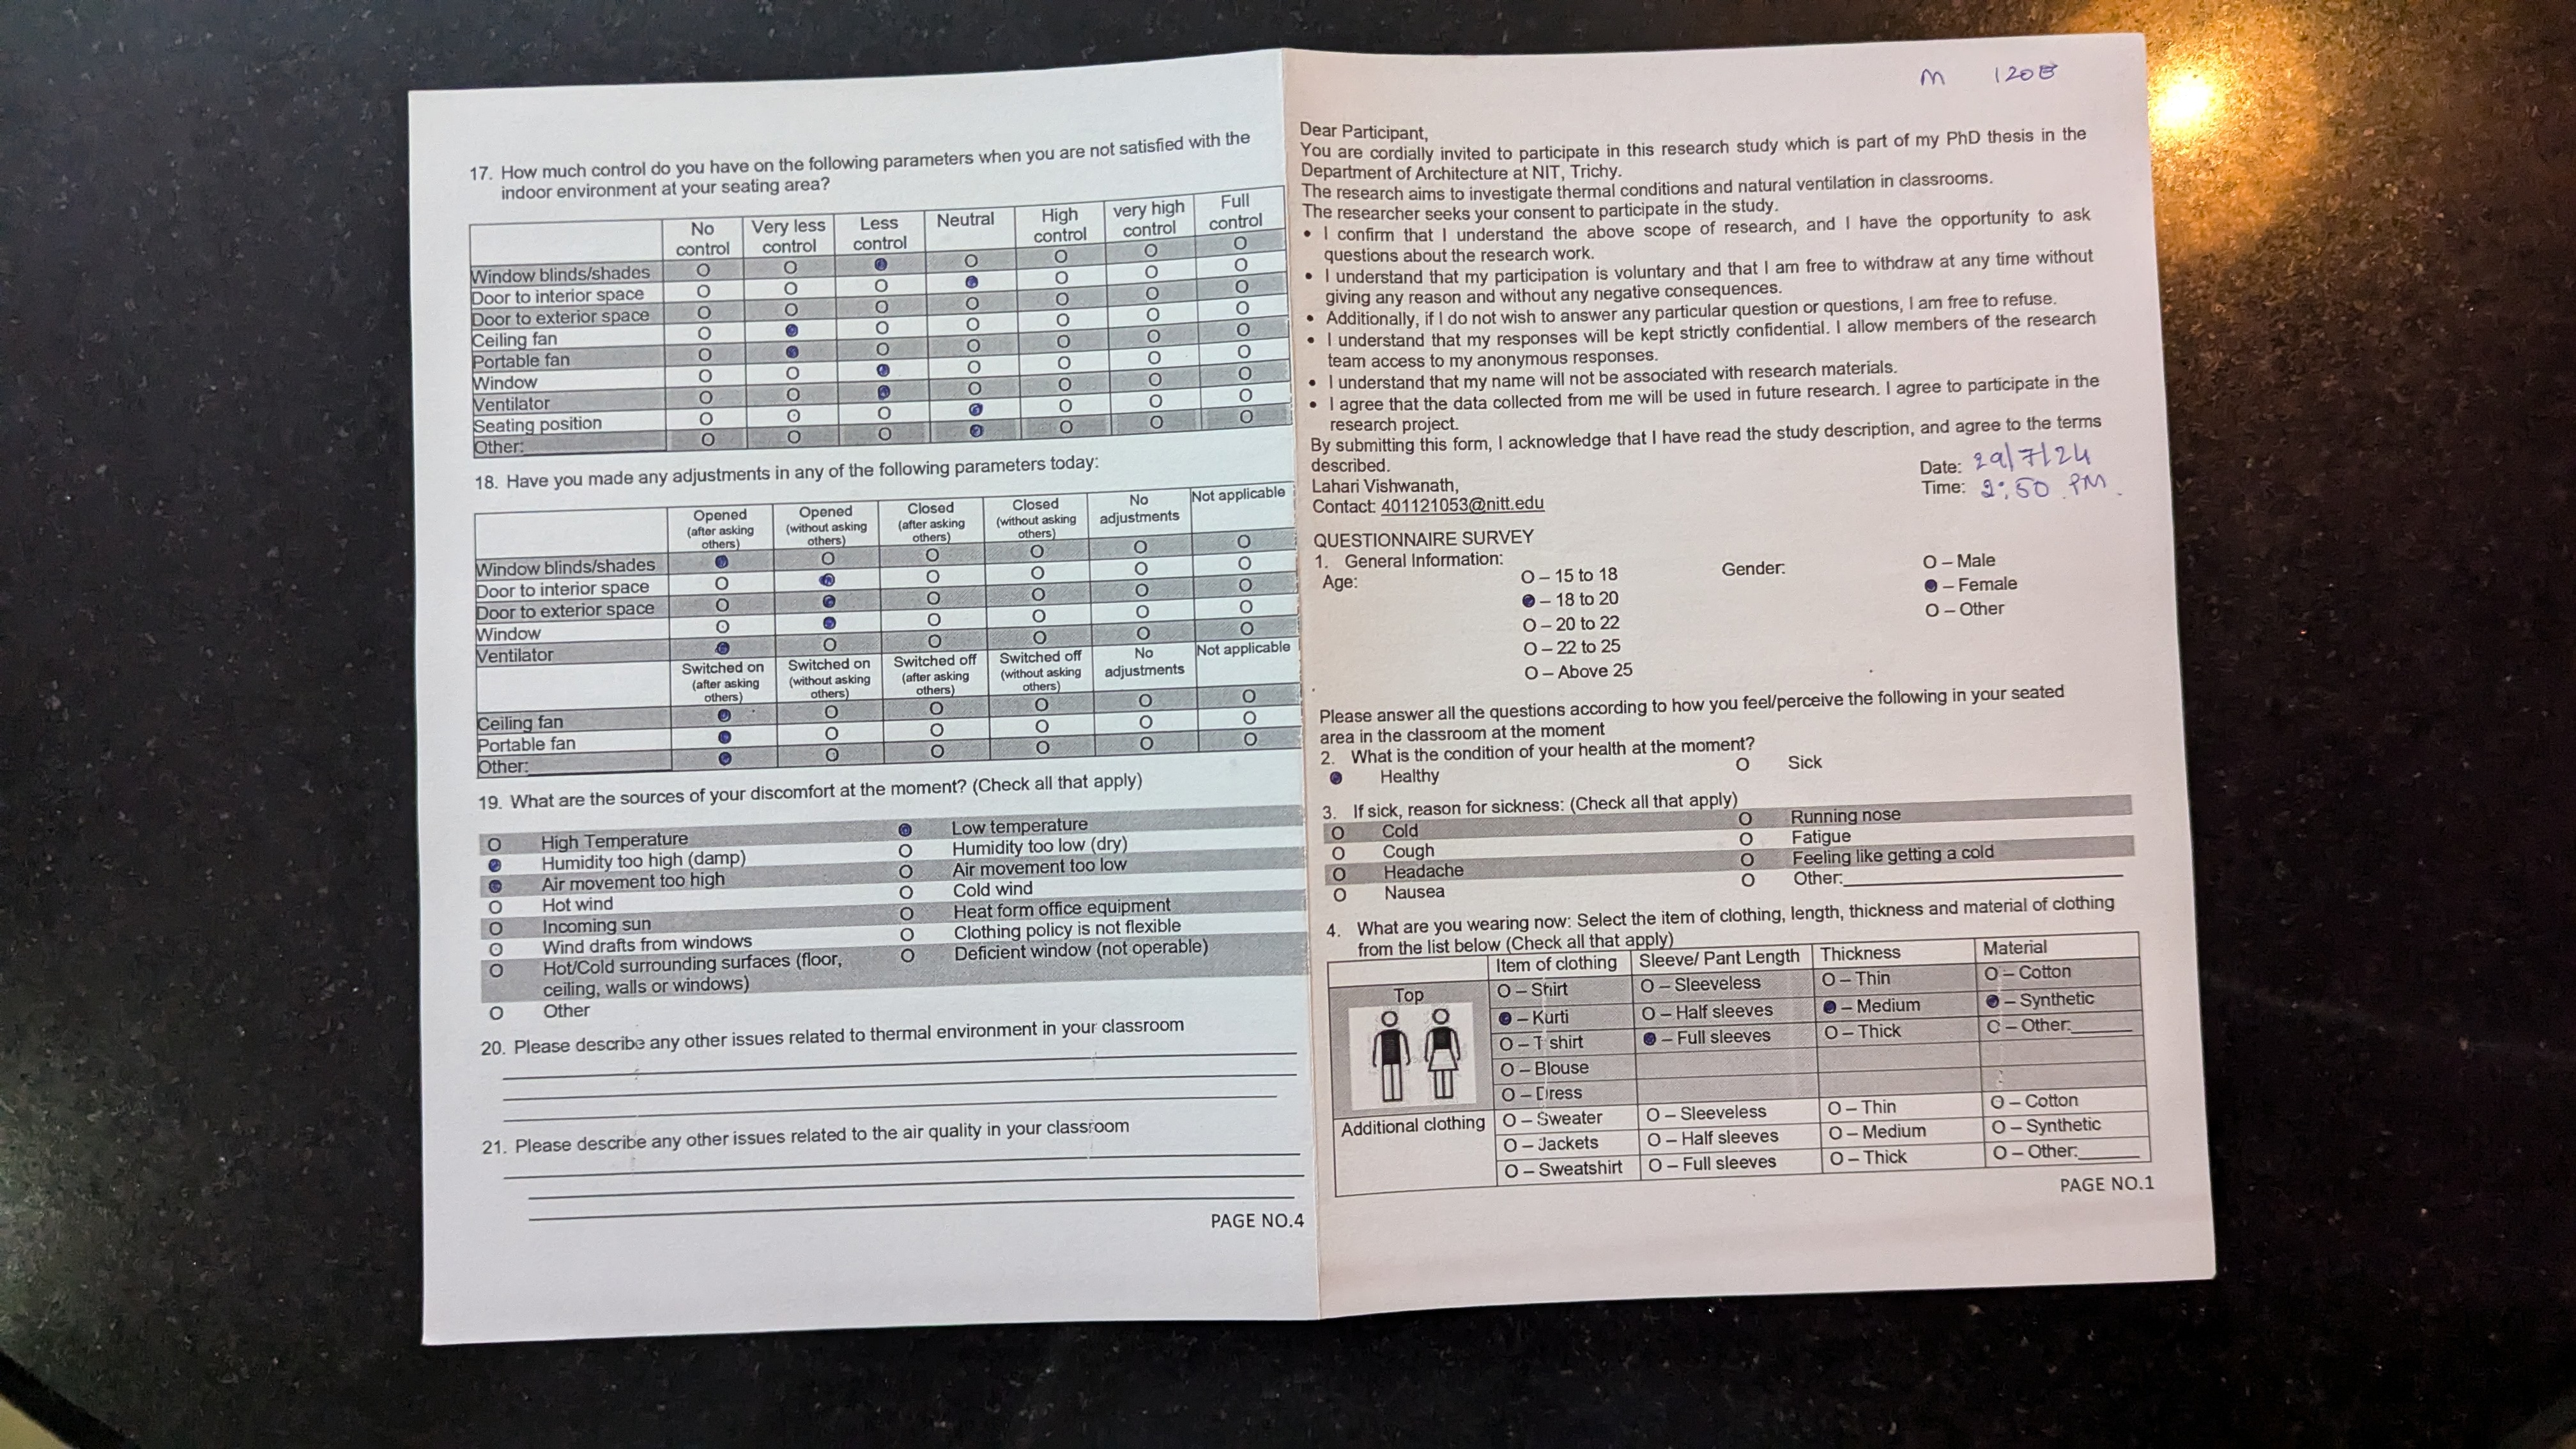 17. How much control do you have on the following parameters when you are not satisfied with the
indoor environment at your seating area?
No control Very less control Less control Neutral High control very high control Full control
Window blinds/shades O O ● O O O O
Door to interior space O O O ● O O O
Door to exterior space O O O O O O O
Ceiling fan O ● O O O O O
Portable fan O ● O O O O O
Window O O ● O O O O
Ventilator O O ● O O O O
Seating position O O O ● O O O
Other: O O O ● O O O
18. Have you made any adjustments in any of the following parameters today:
Opened (after asking others) Opened (without asking others) Closed (after asking others) Closed (without asking others) No adjustments Not applicable
Window blinds/shades ● O O O O O
Door to interior space O ● O O O O
Door to exterior space O ● O O O O
Window O ● O O O O
Ventilator ● O O O O O
Switched on (after asking others) Switched on (without asking others) Switched off (after asking others) Switched off (without asking others) No adjustments Not applicable
Ceiling fan ● O O O O O
Portable fan ● O O O O O
Other:__________ ● O O O O O
19. What are the sources of your discomfort at the moment? (Check all that apply)
O High Temperature ● Low temperature
● Humidity too high (damp) O Humidity too low (dry)
● Air movement too high O Air movement too low
O Hot wind O Cold wind
O Incoming sun O Heat form office equipment
O Wind drafts from windows O Clothing policy is not flexible
O Hot/Cold surrounding surfaces (floor, O Deficient window (not operable)
ceiling, walls or windows)
O Other
20. Please describe any other issues related to thermal environment in your classroom
21. Please describe any other issues related to the air quality in your classroom
PAGE NO.4
M 120B
Dear Participant,
You are cordially invited to participate in this research study which is part of my PhD thesis in the
Department of Architecture at NIT, Trichy.
The research aims to investigate thermal conditions and natural ventilation in classrooms.
The researcher seeks your consent to participate in the study.
• I confirm that I understand the above scope of research, and I have the opportunity to ask
questions about the research work.
• I understand that my participation is voluntary and that I am free to withdraw at any time without
giving any reason and without any negative consequences.
• Additionally, if I do not wish to answer any particular question or questions, I am free to refuse.
• I understand that my responses will be kept strictly confidential. I allow members of the research
team access to my anonymous responses.
• I understand that my name will not be associated with research materials.
• I agree that the data collected from me will be used in future research. I agree to participate in the
research project.
By submitting this form, I acknowledge that I have read the study description, and agree to the terms
described.
Lahari Vishwanath,
Contact: 401121053@nitt.edu
Date: 29/7/24
Time: 2:50 PM
QUESTIONNAIRE SURVEY
1. General Information:
Age:
O – 15 to 18
● – 18 to 20
O – 20 to 22
O – 22 to 25
O – Above 25
Gender:
O – Male
● – Female
O – Other
Please answer all the questions according to how you feel/perceive the following in your seated
area in the classroom at the moment
2. What is the condition of your health at the moment?
● Healthy O Sick
3. If sick, reason for sickness: (Check all that apply)
O Cold O Running nose
O Cough O Fatigue
O Headache O Feeling like getting a cold
O Nausea O Other:__________
4. What are you wearing now: Select the item of clothing, length, thickness and material of clothing
from the list below (Check all that apply)
Item of clothing Sleeve/ Pant Length Thickness Material
Top O – Shirt O – Sleeveless O – Thin O – Cotton
● – Kurti O – Half sleeves ● – Medium ● – Synthetic
O – T shirt ● – Full sleeves O – Thick O – Other:______
O – Blouse
O – Dress
Additional clothing O – Sweater O – Sleeveless O – Thin O – Cotton
O – Jackets O – Half sleeves O – Medium O – Synthetic
O – Sweatshirt O – Full sleeves O – Thick O – Other:______
PAGE NO.1